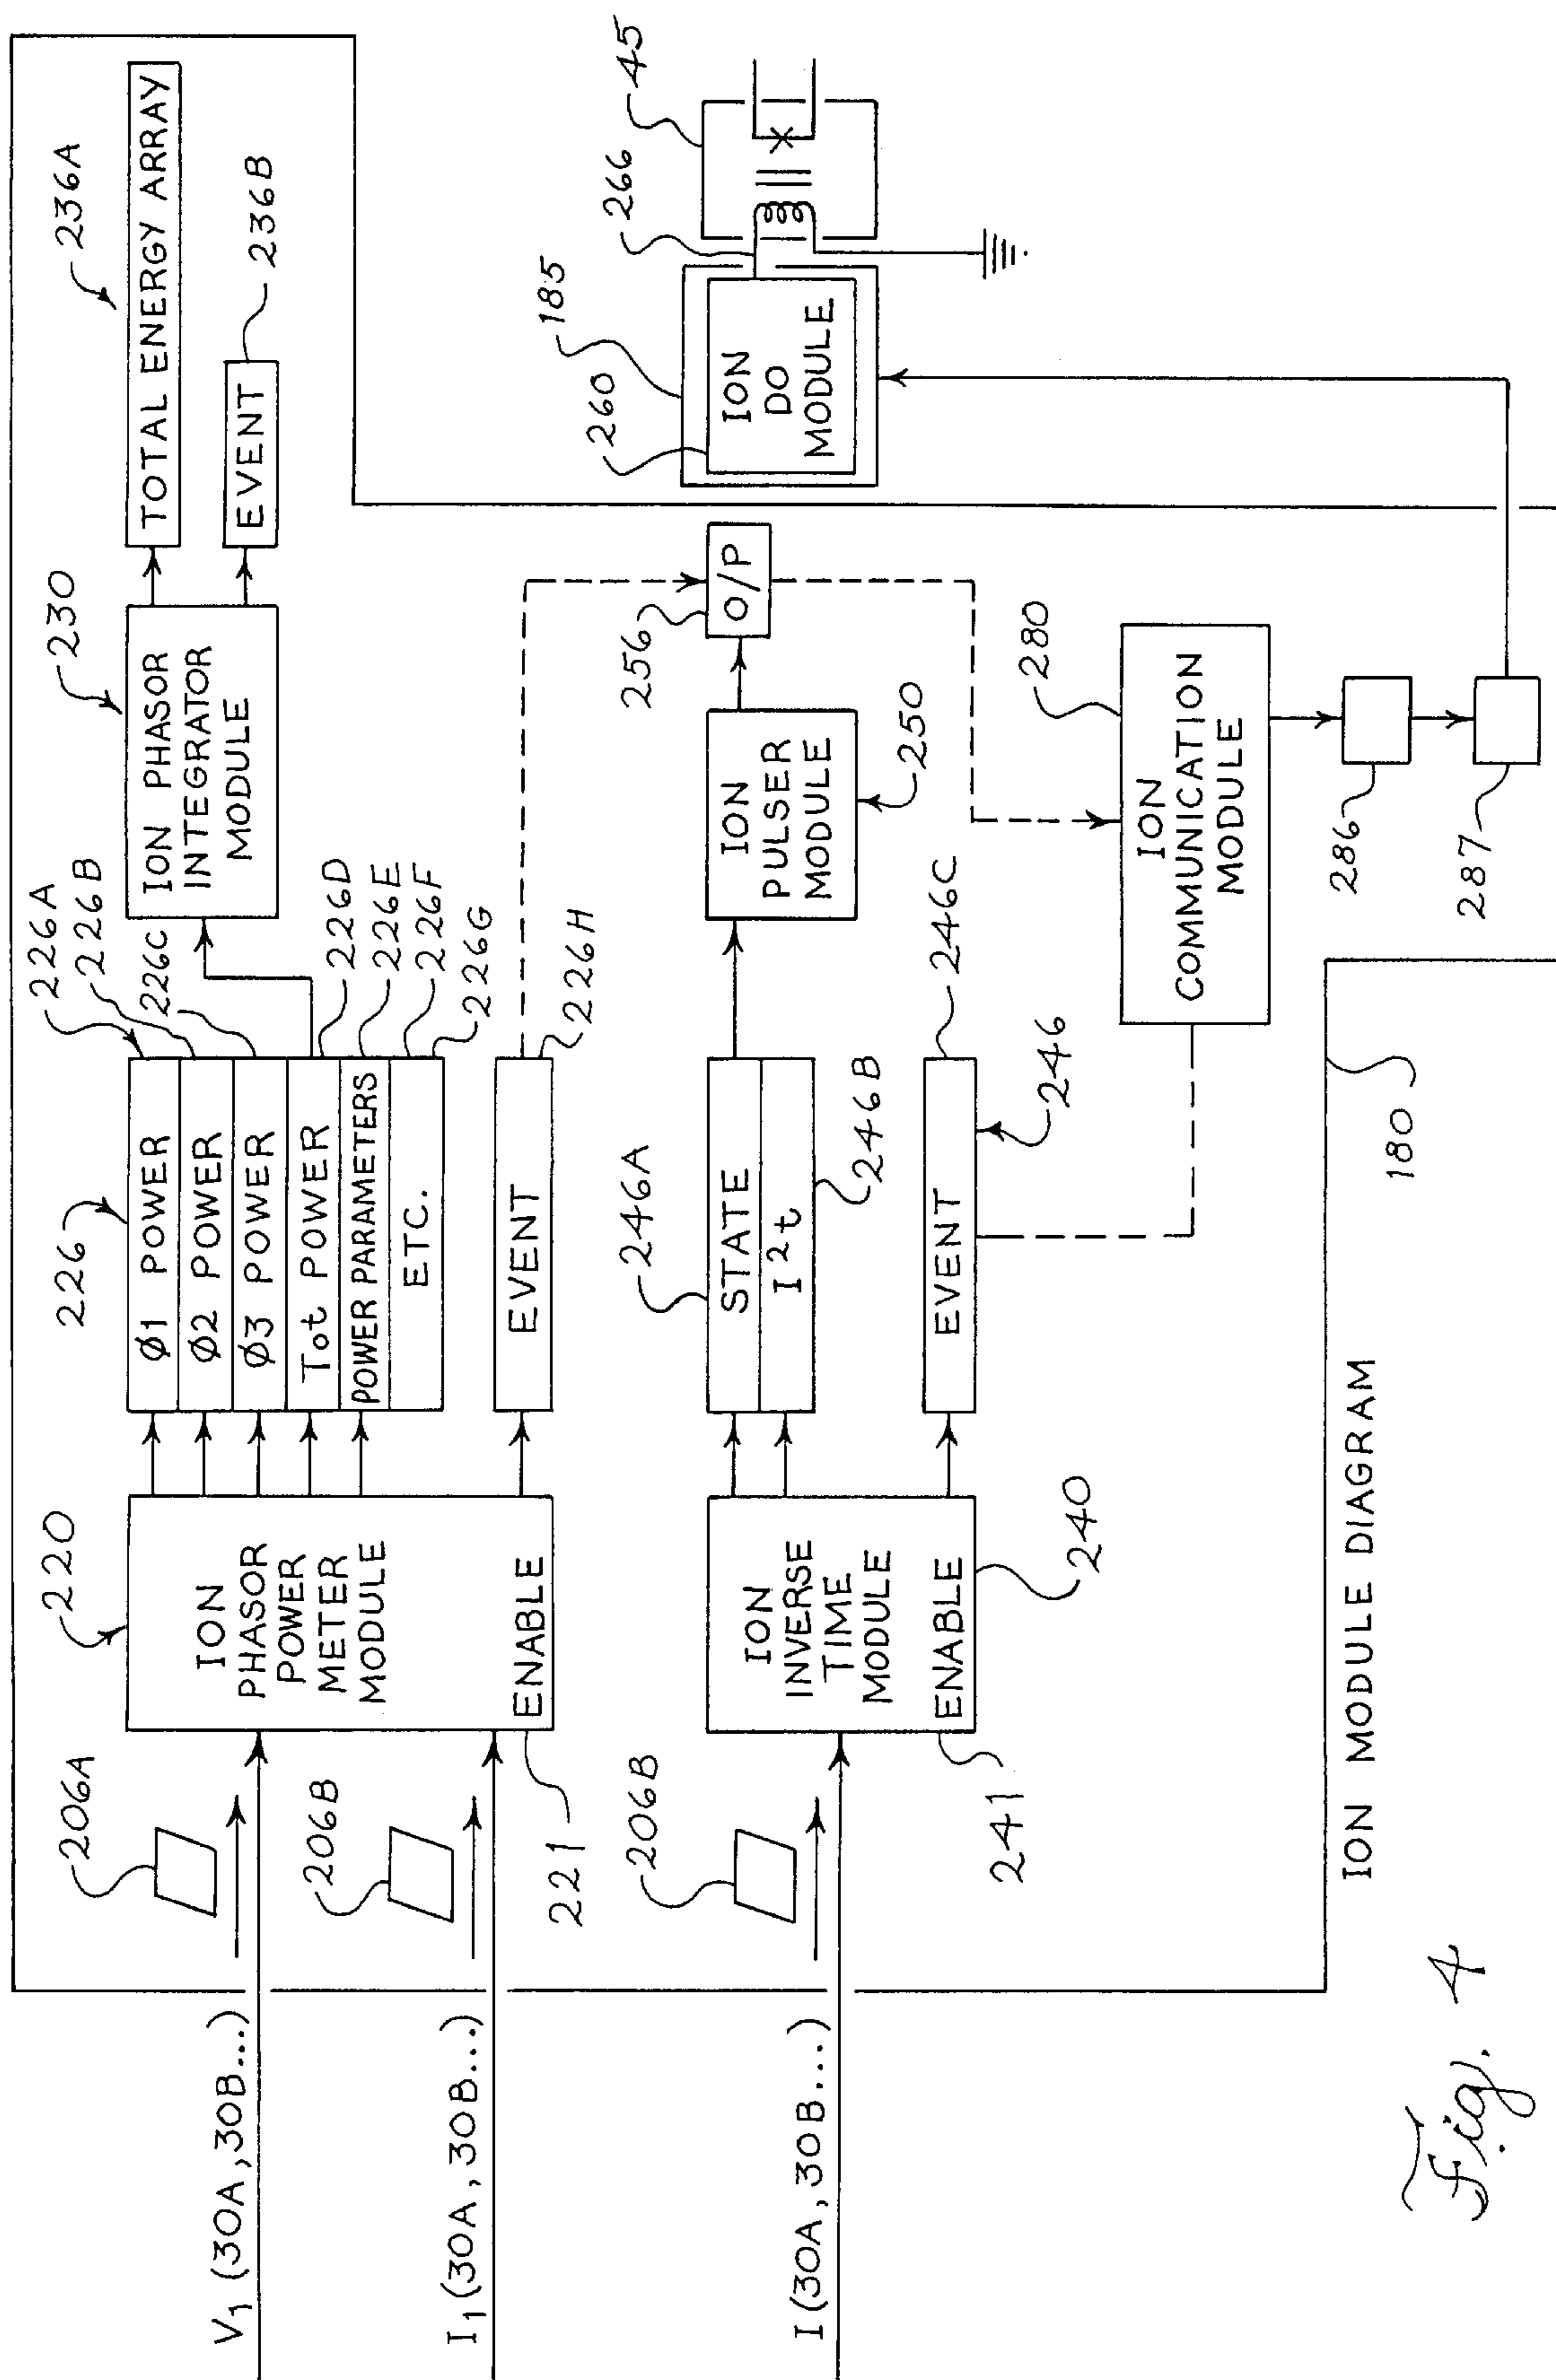 236A
TOTAL ENERGY ARRAY
230
ION PHASOR
INTEGRATOR
MODULE
EVENT
236B
226
226A
226B
226C
220
ION
PHASOR
POWER
METER
MODULE
ENABLE
221
Ø1 POWER
Ø2 POWER
Ø3 POWER
Tot POWER
POWER PARAMETERS
ETC.
226D
226E
226F
226G
EVENT
226H
206A
V1 (30A,30B...)
206B
I1 (30A,30B...)
206B
I (30A,30B...)
ION
INVERSE
TIME
MODULE
ENABLE
240
241
246A
STATE
I2t
246B
EVENT
246C
246
ION
PULSER
MODULE
250
256
O/P
260
185
ION
DO
MODULE
266
45
280
ION
COMMUNICATION
MODULE
286
287
180
ION MODULE DIAGRAM
Fig. 4